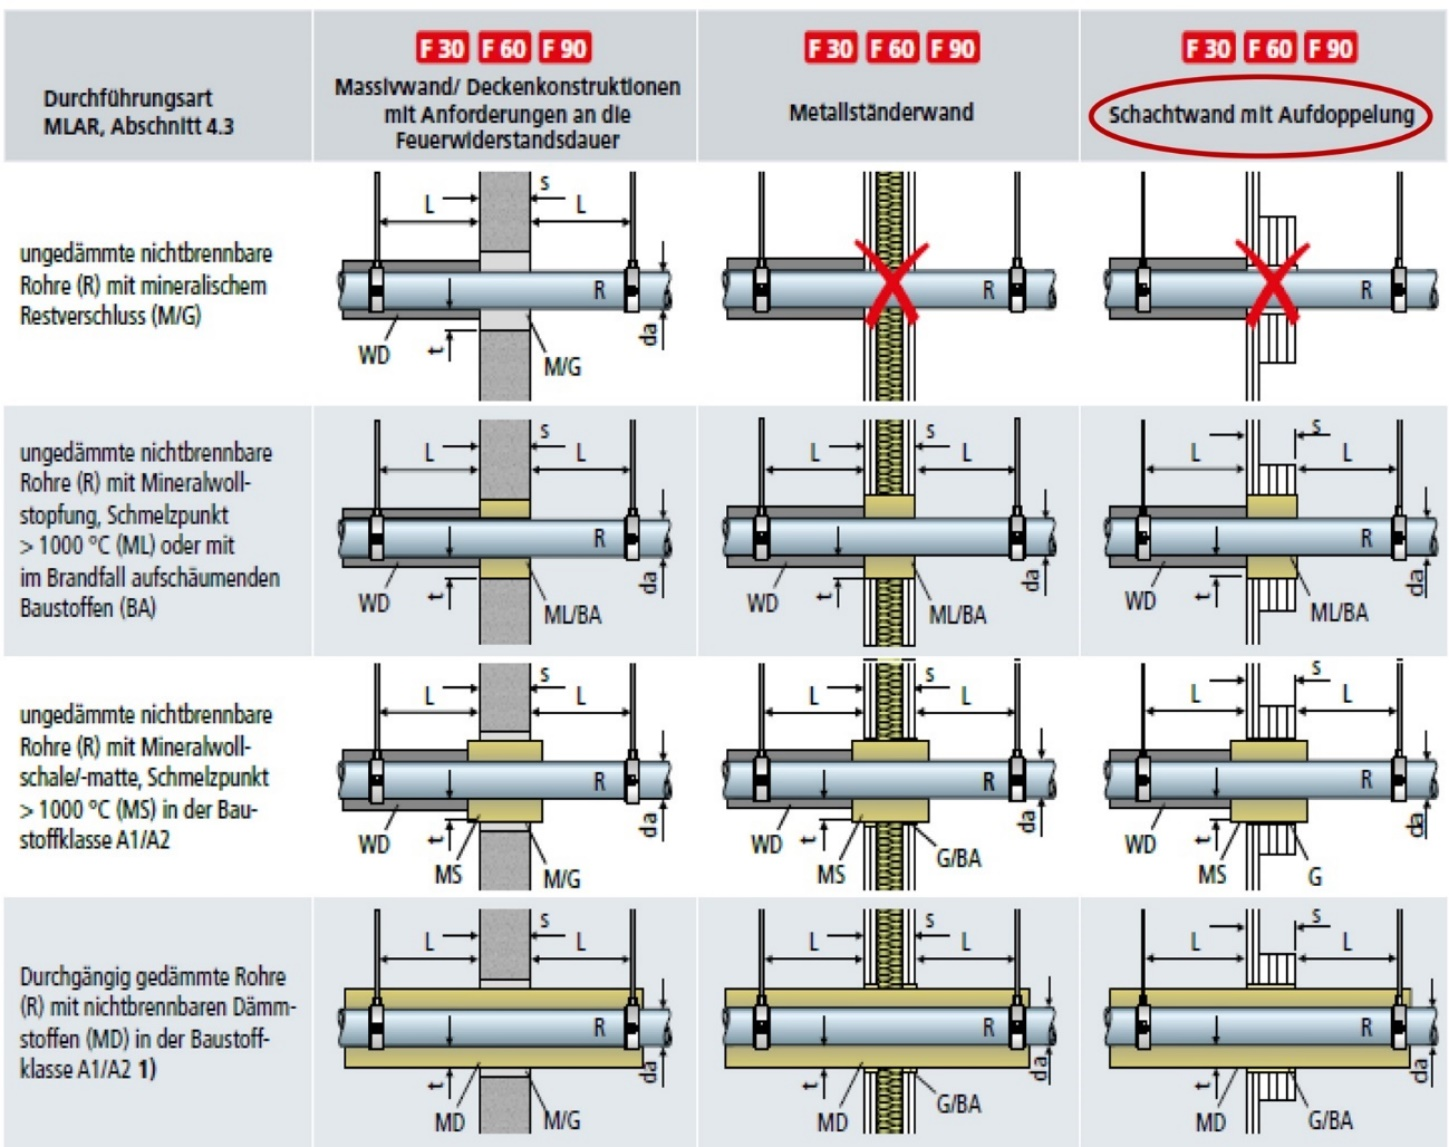 Durchführungsart
MLAR, Abschnitt 4.3
F 30 F 60 F 90
Massivwand/ Deckenkonstruktionen
mit Anforderungen an die
Feuerwiderstandsdauer
F 30 F 60 F 90
Metallständerwand
F 30 F 60 F 90
Schachtwand mit Aufdoppelung
ungedämmte nichtbrennbare
Rohre (R) mit mineralischem
Restverschluss (M/G)
L s L
R
WD t M/G da
R
R
ungedämmte nichtbrennbare
Rohre (R) mit Mineralwoll-
stopfung, Schmelzpunkt
> 1000 °C (ML) oder mit
im Brandfall aufschäumenden
Baustoffen (BA)
L s L
R
WD t ML/BA da
L s L
R
WD t ML/BA da
L s L
R
WD t ML/BA da
ungedämmte nichtbrennbare
Rohre (R) mit Mineralwoll-
schale/-matte, Schmelzpunkt
> 1000 °C (MS) in der Bau-
stoffklasse A1/A2
L s L
R
WD t da
MS M/G
L s L
R
WD t G/BA da
MS
L s L
R
WD t da
MS G
Durchgängig gedämmte Rohre
(R) mit nichtbrennbaren Dämm-
stoffen (MD) in der Baustoff-
klasse A1/A2 1)
L s L
R
t da
MD M/G
L s L
R
t da
MD G/BA
L s L
R
t da
MD G/BA